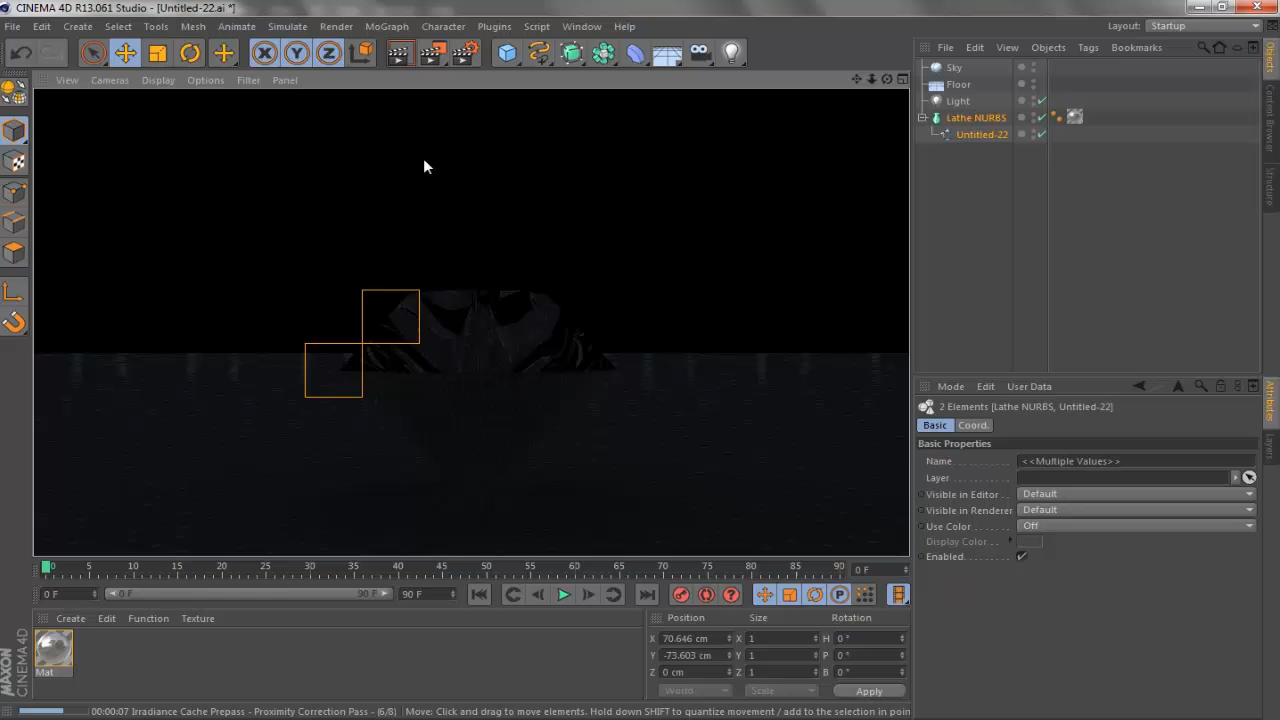 CINEMA 4D R13.061 Studio - [Untitled-22.ai *]
File Edit Create Select Tools Mesh Animate Simulate Render MoGraph Character Plugins Script Window Help
Layout: Startup
X Y Z
File Edit View Objects Tags Bookmarks
View Cameras Display Options Filter Panel
Sky
Floor
Light
Lathe NURBS
Untitled-22
Objects
Content Browser
Structure
Mode Edit User Data
2 Elements [Lathe NURBS, Untitled-22]
Basic Coord.
Basic Properties
Name <<Multiple Values>>
Layer
Visible in Editor Default
Visible in Renderer Default
Use Color Off
Display Color
Enabled
Attributes
Layers
0 5 10 15 20 25 30 35 40 45 50 55 60 65 70 75 80 85 90 0 F
0 F 0 F 90 F 90 F
P
Create Edit Function Texture
Mat
Position Size Rotation
X 70.646 cm X 1 H 0 °
Y -73.603 cm Y 1 P 0 °
Z 0 cm Z 1 B 0 °
World Scale Apply
MAXON CINEMA 4D
00:00:07 Irradiance Cache Prepass - Proximity Correction Pass - (6/8) Move: Click and drag to move elements. Hold down SHIFT to quantize movement / add to the selection in poin